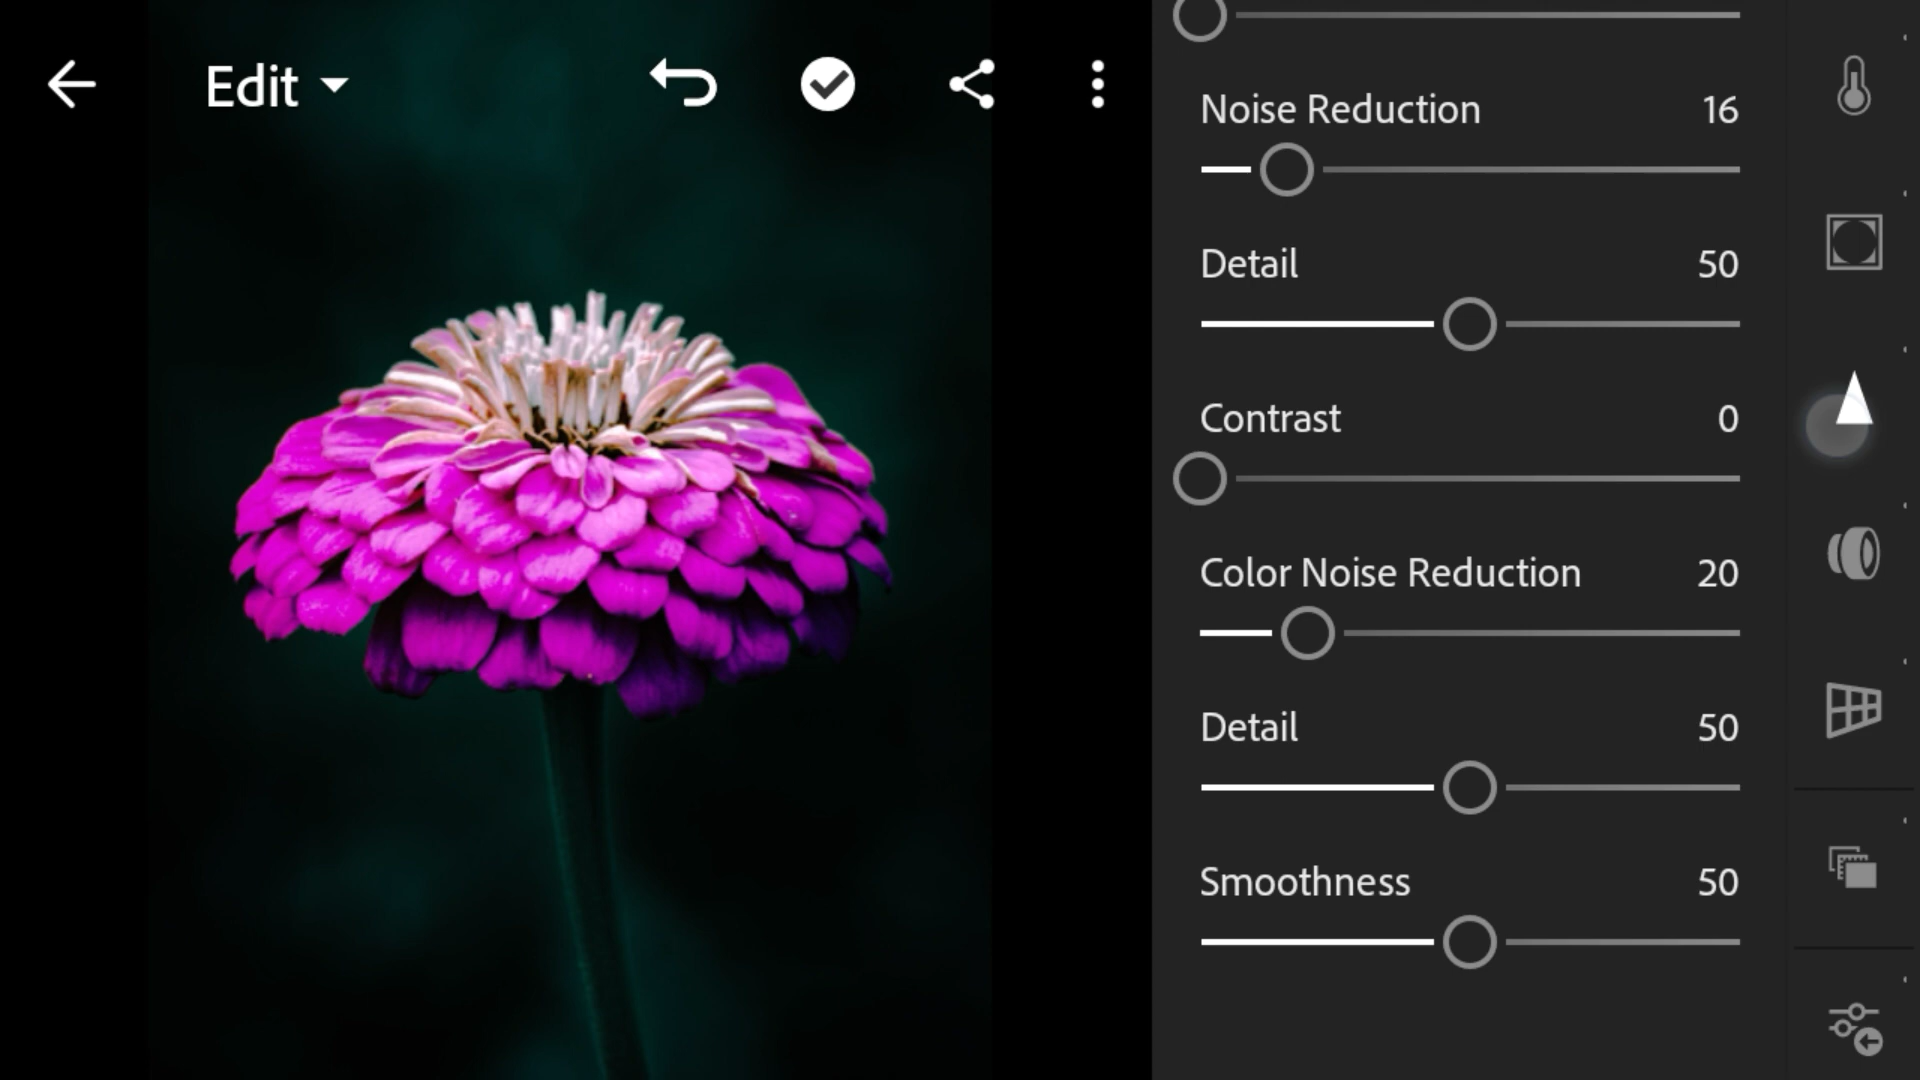 Edit
Noise Reduction 16
Detail 50
Contrast 0
Color Noise Reduction 20
Detail 50
Smoothness 50